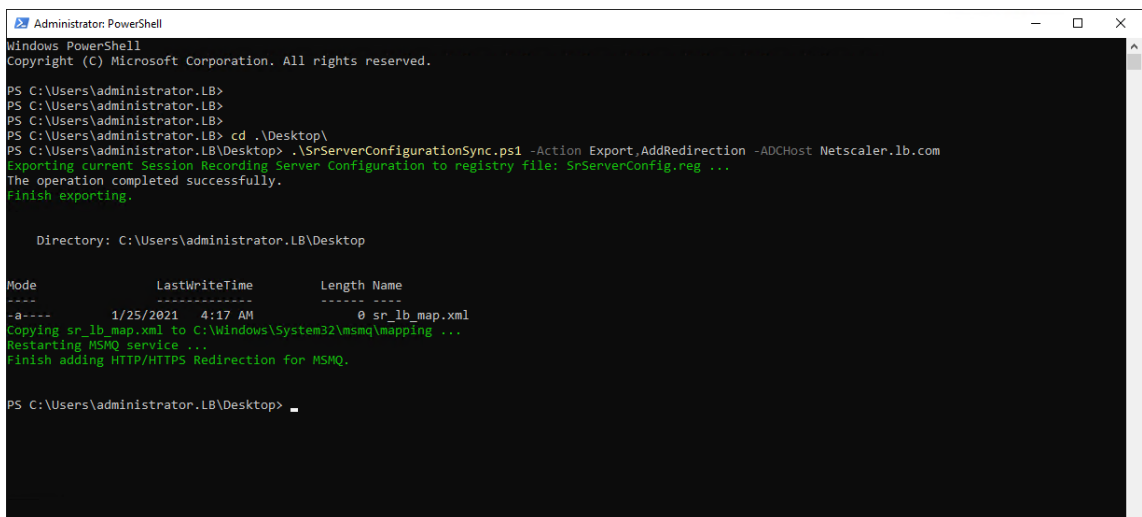 Administrator: PowerShell
Windows PowerShell
Copyright (C) Microsoft Corporation. All rights reserved.
PS C:\Users\administrator.LB>
PS C:\Users\administrator.LB>
PS C:\Users\administrator.LB>
PS C:\Users\administrator.LB> cd .\Desktop\
PS C:\Users\administrator.LB\Desktop> .\SrServerConfigurationSync.ps1 -Action Export,AddRedirection -ADCHost Netscaler.lb.com
Exporting current Session Recording Server Configuration to registry file: SrServerConfig.reg ...
The operation completed successfully.
Finish exporting.
Directory: C:\Users\administrator.LB\Desktop
Mode LastWriteTime Length Name
---- ------------- ------ ----
-a---- 1/25/2021 4:17 AM 0 sr_lb_map.xml
Copying sr_lb_map.xml to C:\Windows\System32\msmq\mapping ...
Restarting MSMQ service ...
Finish adding HTTP/HTTPS Redirection for MSMQ.
PS C:\Users\administrator.LB\Desktop>